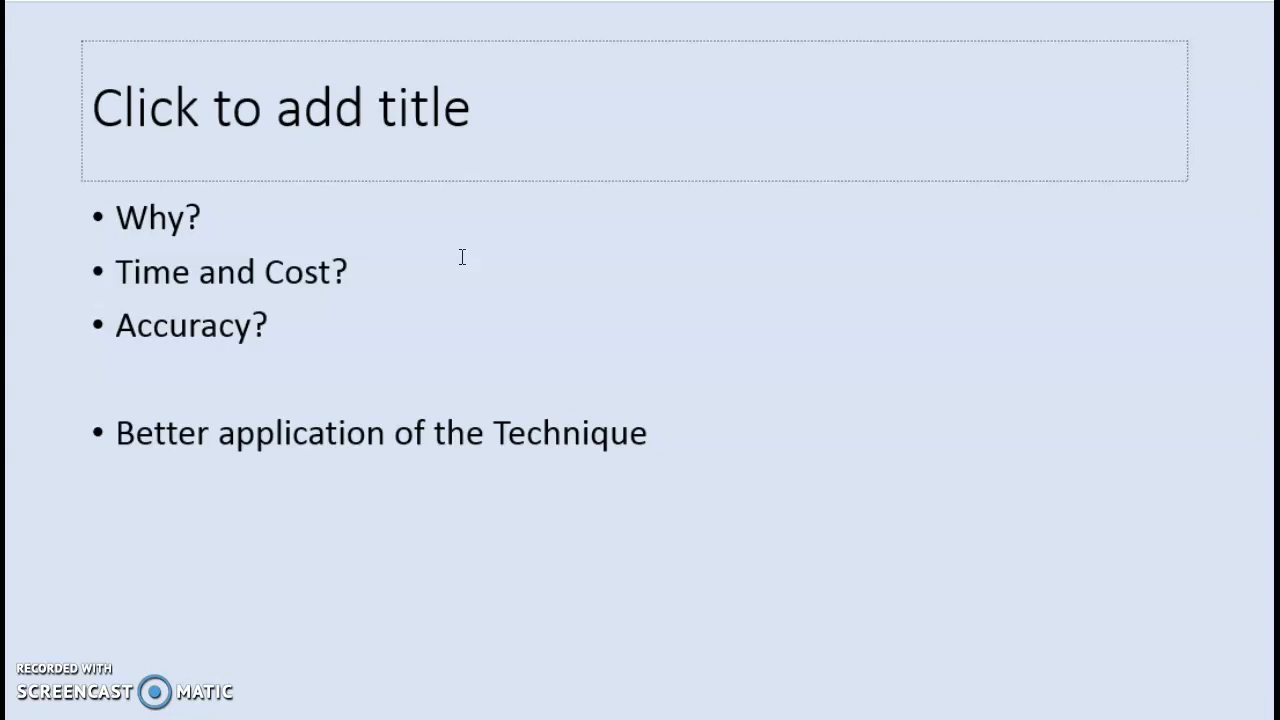 Click to add title
• Why?
• Time and Cost?
• Accuracy?
• Better application of the Technique
RECORDED WITH
SCREENCAST MATIC